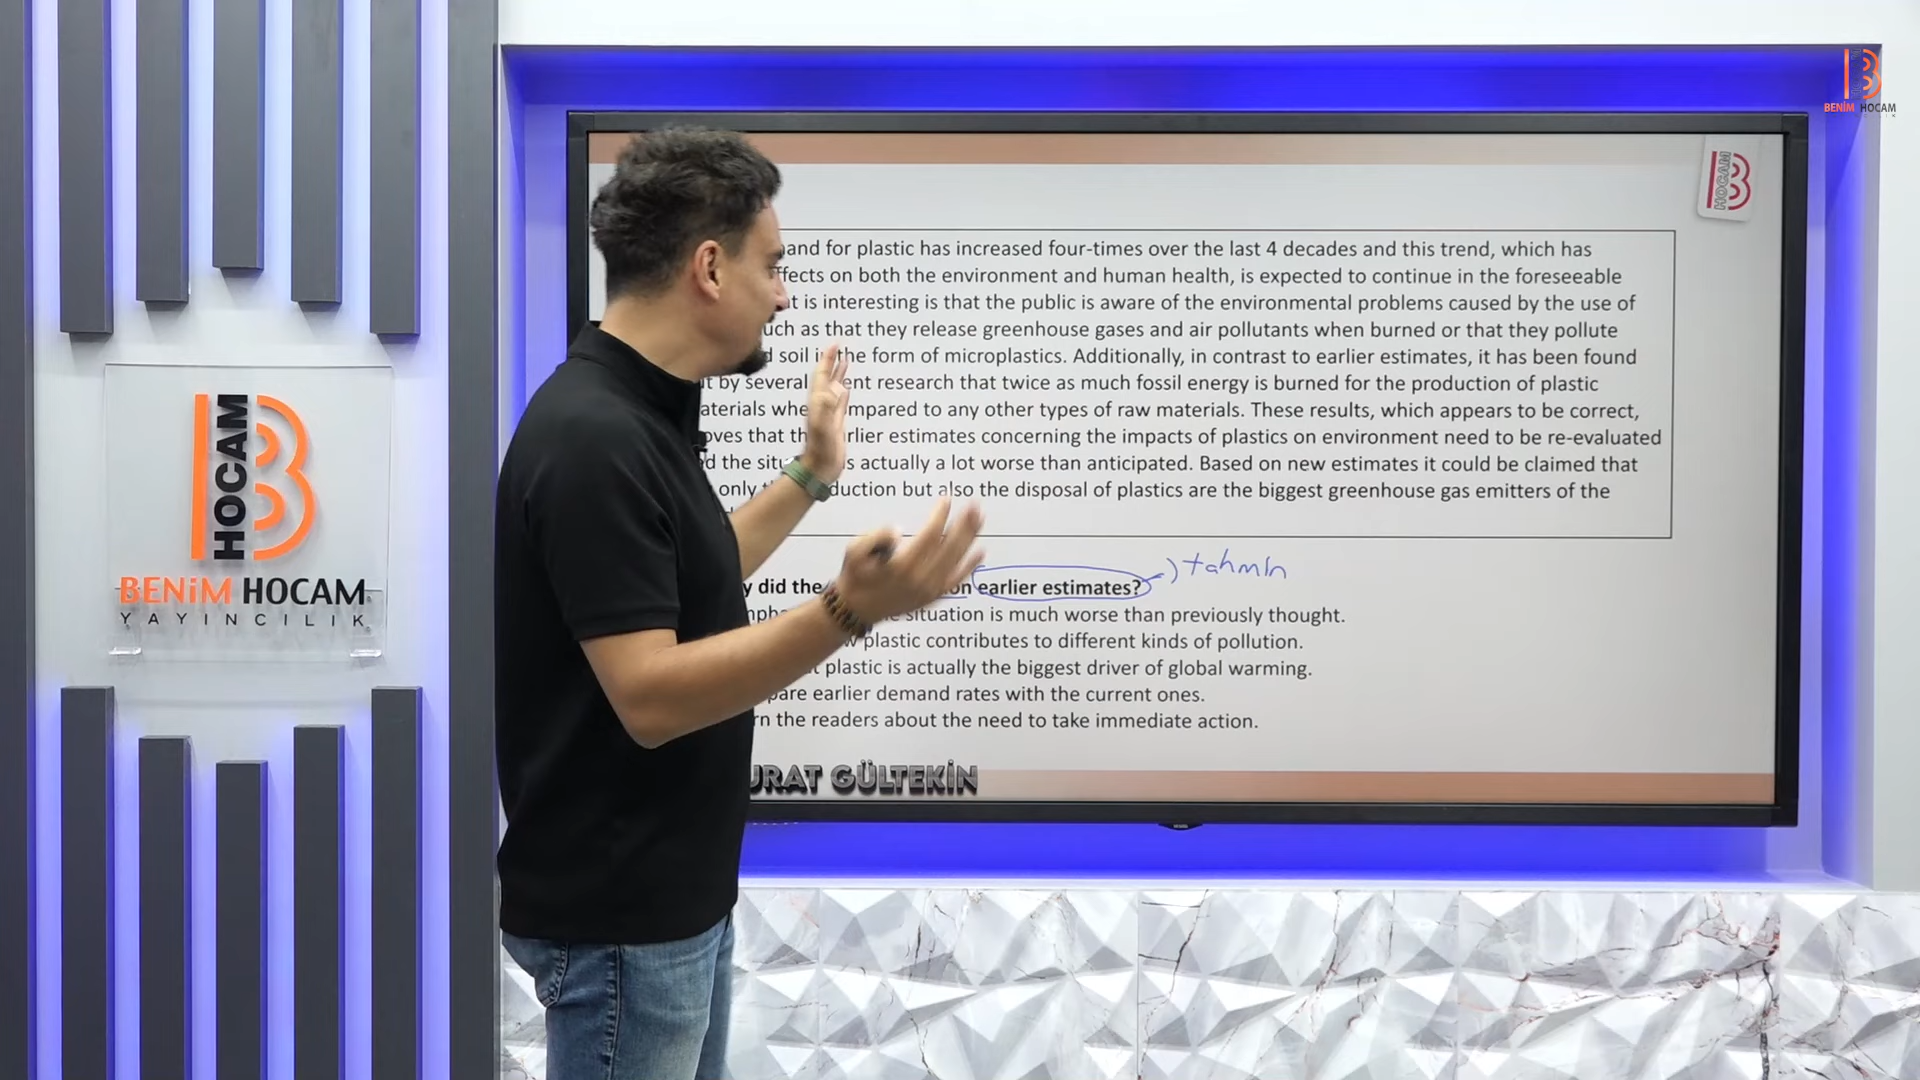 BENİM HOCAM
HOCAM
and for plastic has increased four-times over the last 4 decades and this trend, which has
ffects on both the environment and human health, is expected to continue in the foreseeable
t is interesting is that the public is aware of the environmental problems caused by the use of
uch as that they release greenhouse gases and air pollutants when burned or that they pollute
soil in the form of microplastics. Additionally, in contrast to earlier estimates, it has been found
t by several ent research that twice as much fossil energy is burned for the production of plastic
aterials whe mpared to any other types of raw materials. These results, which appears to be correct,
oves that th rlier estimates concerning the impacts of plastics on environment need to be re-evaluated
d the situ is actually a lot worse than anticipated. Based on new estimates it could be claimed that
only duction but also the disposal of plastics are the biggest greenhouse gas emitters of the
y did the on earlier estimates? tahmin
situation is much worse than previously thought.
w plastic contributes to different kinds of pollution.
t plastic is actually the biggest driver of global warming.
pare earlier demand rates with the current ones.
rn the readers about the need to take immediate action.
URAT GÜLTEKİN
HOCAM
BENİM HOCAM
YAYINCILIK